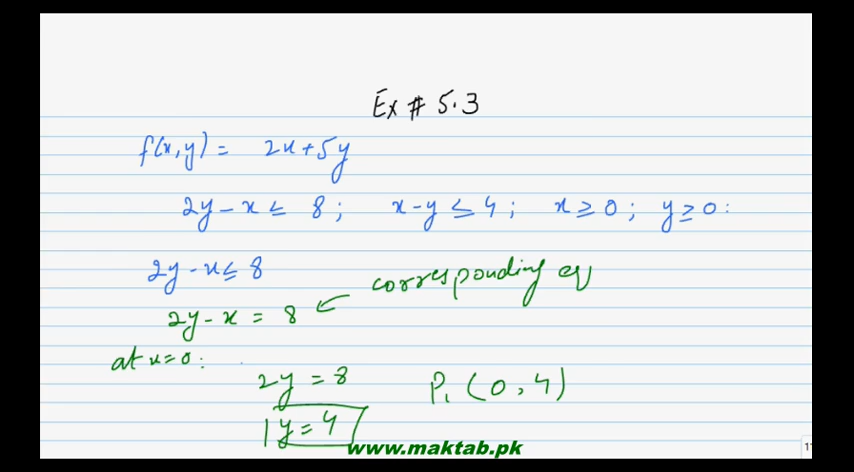 Ex # 5.3
f(x,y) = 2x+5y
2y-x ≤ 8; x-y ≤ 4; x ≥ 0; y ≥ 0:
2y-x ≤ 8
corresponding eq
2y-x = 8
at x=0:
2y = 8
P₁ (0,4)
y = 4
www.maktab.pk